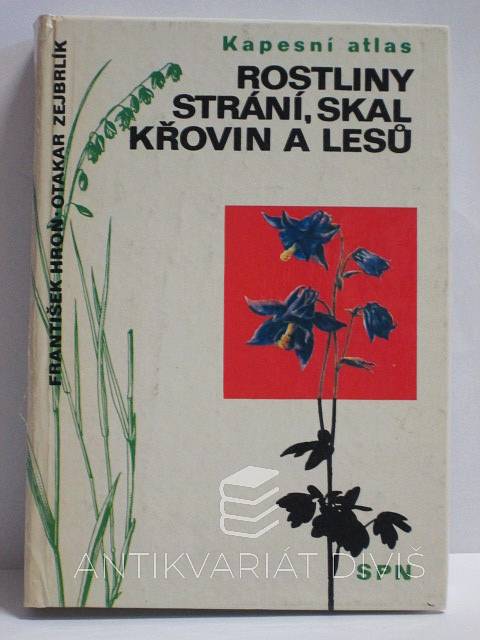 Kapesní atlas
ROSTLINY
STRÁNÍ, SKAL
KŘOVIN A LESŮ
FRANTIŠEK HRON·OTAKAR ZEJBRLÍK
ANTIKVARIÁT DIVIŠ
SPN